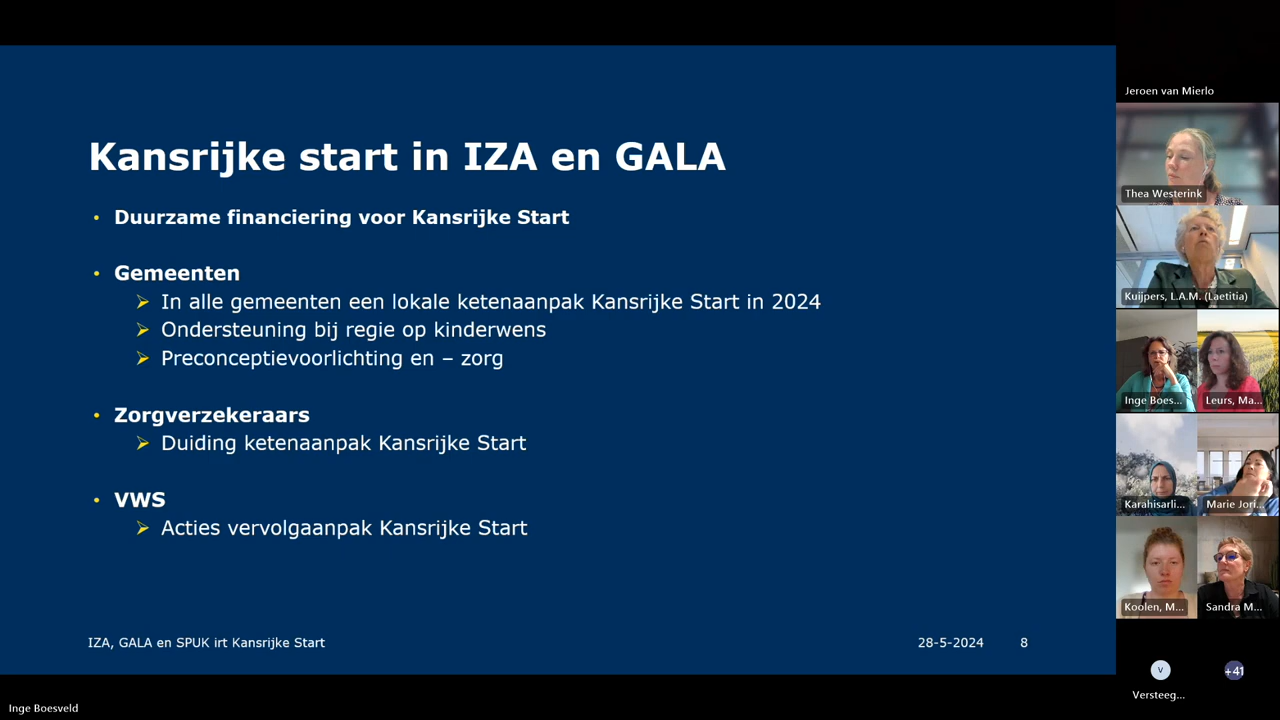 Kansrijke start in IZA en GALA
• Duurzame financiering voor Kansrijke Start
• Gemeenten
➢ In alle gemeenten een lokale ketenaanpak Kansrijke Start in 2024
➢ Ondersteuning bij regie op kinderwens
➢ Preconceptievoorlichting en – zorg
• Zorgverzekeraars
➢ Duiding ketenaanpak Kansrijke Start
• VWS
➢ Acties vervolgaanpak Kansrijke Start
IZA, GALA en SPUK irt Kansrijke Start 28-5-2024 8
Inge Boesveld
Jeroen van Mierlo
Thea Westerink
Kuijpers, L.A.M. (Laetitia)
Inge Boes... Leurs, Ma...
Karahisarli... Marie Jori...
Koolen, M... Sandra M...
V +41
Versteeg...